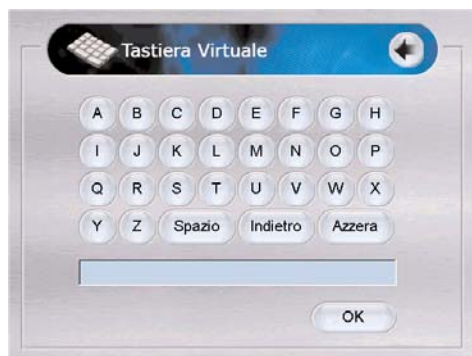 Tastiera Virtuale
A B C D E F G H
I J K L M N O P
Q R S T U V W X
Y Z Spazio Indietro Azzera
OK